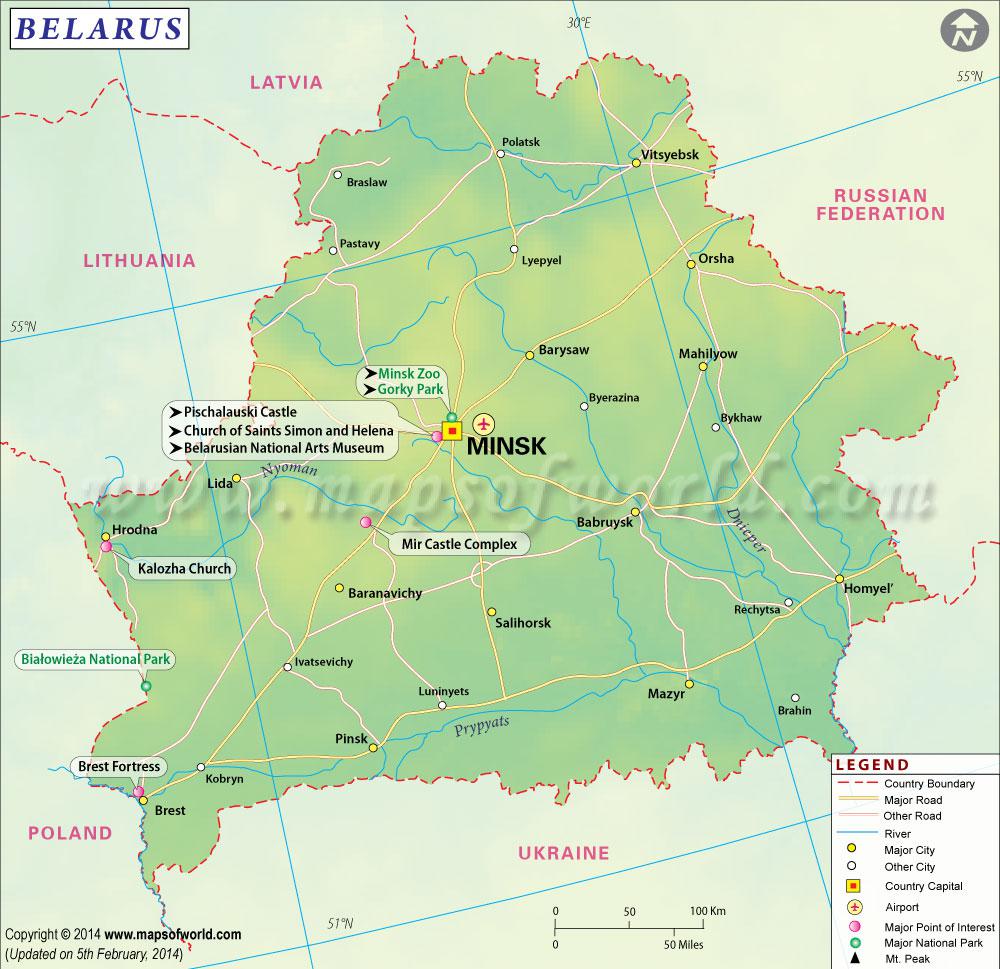 BELARUS
30°E
N
55°N
LATVIA
Polatsk
Vitsyebsk
Braslaw
RUSSIAN
FEDERATION
Pastavy
LITHUANIA
Lyepyel
Orsha
55°N
Barysaw
Mahilyow
Minsk Zoo
Gorky Park
Byerazina
Pischalauski Castle
Church of Saints Simon and Helena
Belarusian National Arts Museum
Bykhaw
MINSK
Nyoman
Lida
www.mapsofworld.com
Babruysk
Dnieper
Hrodna
Mir Castle Complex
Kalozha Church
Baranavichy
Homyel'
Rechytsa
Salihorsk
Białowieża National Park
Ivatsevichy
Luninyets
Mazyr
Brahin
Prypyats
Pinsk
Brest Fortress
Kobryn
Brest
POLAND
UKRAINE
51°N
0 50 100 Km
0 50 Miles
LEGEND
Country Boundary
Major Road
Other Road
River
Major City
Other City
Country Capital
Airport
Major Point of Interest
Major National Park
Mt. Peak
Copyright © 2014 www.mapsofworld.com
(Updated on 5th February, 2014)